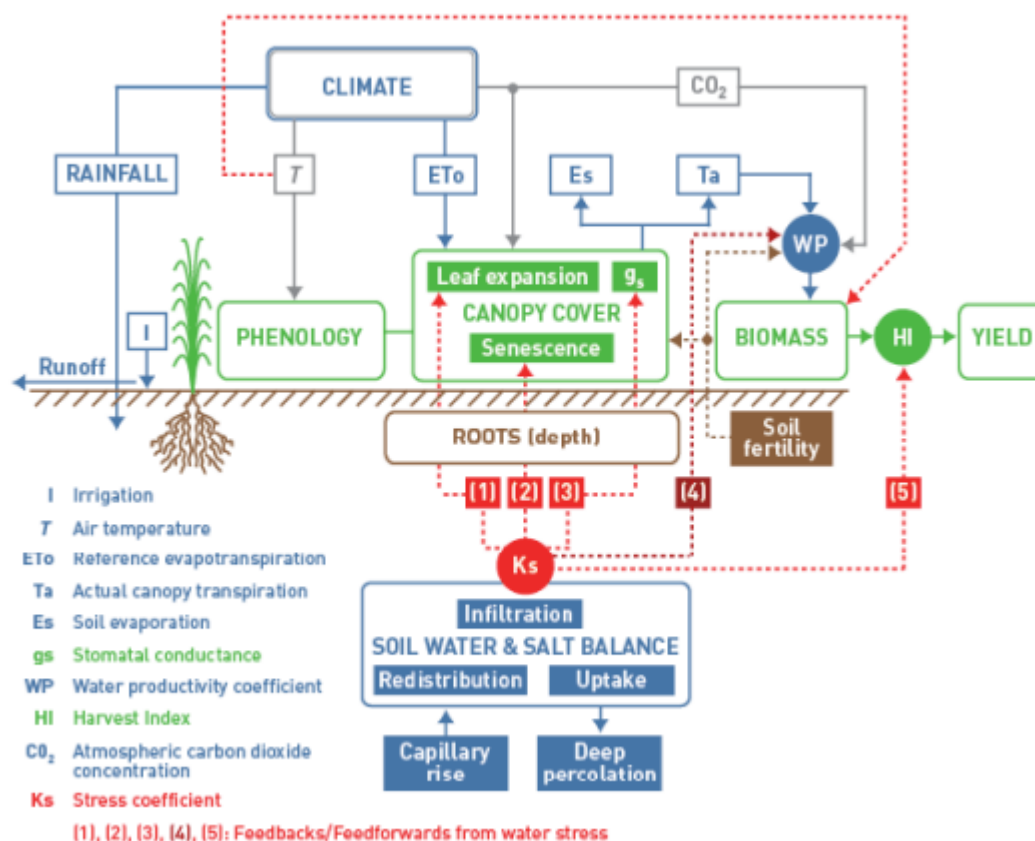 CLIMATE
CO₂
RAINFALL
T
ETo
Es
Ta
WP
Leaf expansion
gs
CANOPY COVER
Senescence
PHENOLOGY
BIOMASS
HI
YIELD
I
Runoff
ROOTS (depth)
Soil
fertility
(1)
(2)
(3)
(4)
(5)
Ks
Infiltration
SOIL WATER & SALT BALANCE
Redistribution
Uptake
Capillary
rise
Deep
percolation
I Irrigation
T Air temperature
ETo Reference evapotranspiration
Ta Actual canopy transpiration
Es Soil evaporation
gs Stomatal conductance
WP Water productivity coefficient
HI Harvest Index
CO₂ Atmospheric carbon dioxide
concentration
Ks Stress coefficient
(1), (2), (3), (4), (5): Feedbacks/Feedforwards from water stress